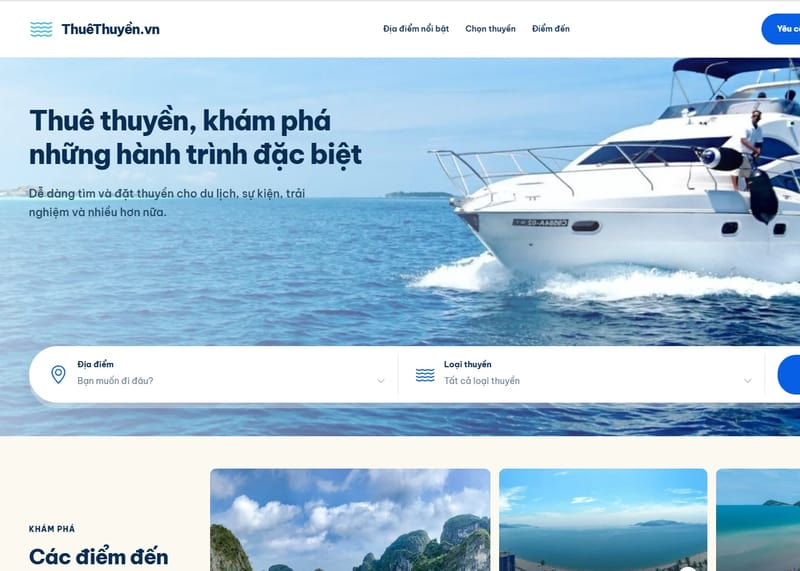 ThuêThuyền.vn
Địa điểm nổi bật
Chọn thuyền
Điểm đến
Yêu
Thuê thuyền, khám phá
những hành trình đặc biệt
Dễ dàng tìm và đặt thuyền cho du lịch, sự kiện, trải
nghiệm và nhiều hơn nữa.
Địa điểm
Bạn muốn đi đâu?
Loại thuyền
Tất cả loại thuyền
KHÁM PHÁ
Các điểm đến